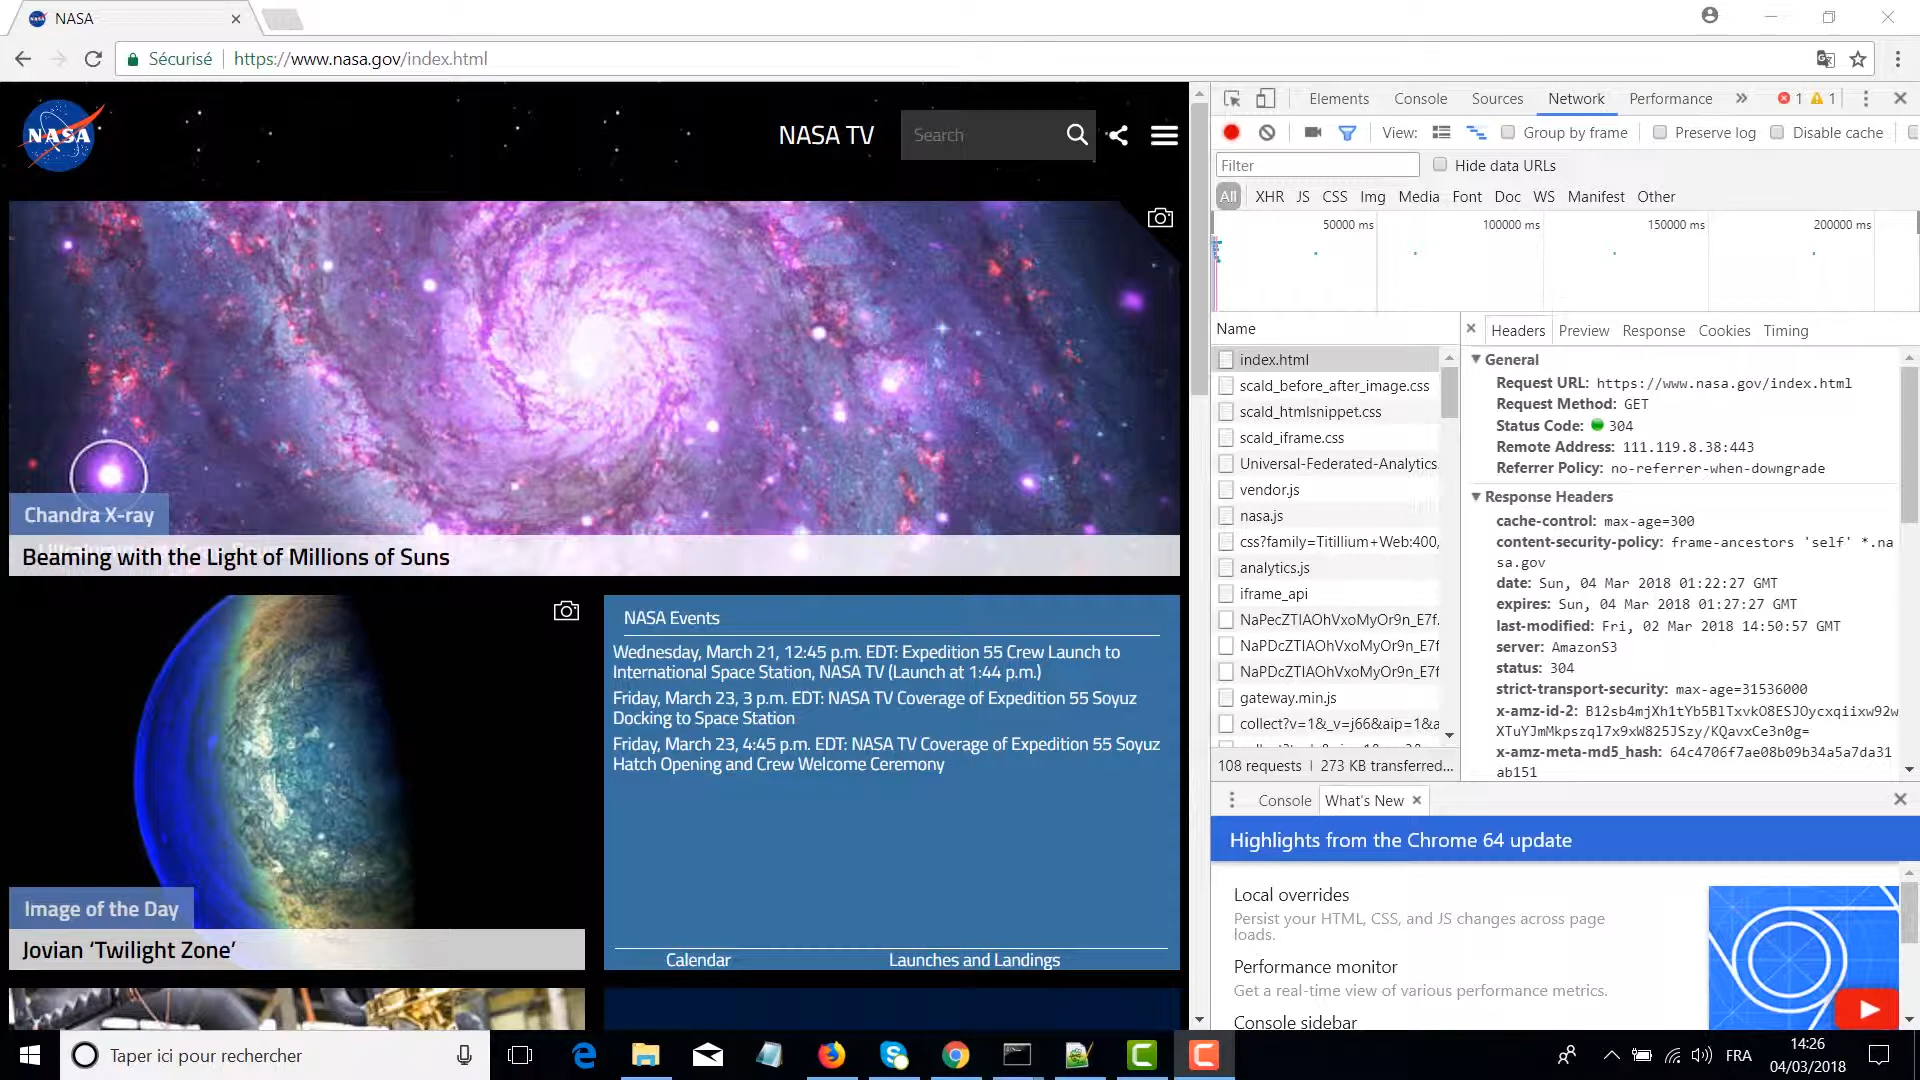 NASA
Sécurisé https://www.nasa.gov/index.html
NASA
NASA TV
Search
Chandra X-ray
Beaming with the Light of Millions of Suns
Image of the Day
Jovian ‘Twilight Zone’
NASA Events
Wednesday, March 21, 12:45 p.m. EDT: Expedition 55 Crew Launch to
International Space Station, NASA TV (Launch at 1:44 p.m.)
Friday, March 23, 3 p.m. EDT: NASA TV Coverage of Expedition 55 Soyuz
Docking to Space Station
Friday, March 23, 4:45 p.m. EDT: NASA TV Coverage of Expedition 55 Soyuz
Hatch Opening and Crew Welcome Ceremony
Calendar Launches and Landings
Elements Console Sources Network Performance » 1 1
View: Group by frame Preserve log Disable cache
Filter Hide data URLs
All XHR JS CSS Img Media Font Doc WS Manifest Other
50000 ms 100000 ms 150000 ms 200000 ms
Name
index.html
scald_before_after_image.css
scald_htmlsnippet.css
scald_iframe.css
Universal-Federated-Analytics.
vendor.js
nasa.js
css?family=Titillium+Web:400,
analytics.js
iframe_api
NaPecZTIAOhVxoMyOr9n_E7f.
NaPDcZTIAOhVxoMyOr9n_E7f
NaPDcZTIAOhVxoMyOr9n_E7f
gateway.min.js
collect?v=1&_v=j66&aip=1&a
108 requests | 273 KB transferred...
Headers Preview Response Cookies Timing
General
Request URL: https://www.nasa.gov/index.html
Request Method: GET
Status Code: 304
Remote Address: 111.119.8.38:443
Referrer Policy: no-referrer-when-downgrade
Response Headers
cache-control: max-age=300
content-security-policy: frame-ancestors 'self' *.na
sa.gov
date: Sun, 04 Mar 2018 01:22:27 GMT
expires: Sun, 04 Mar 2018 01:27:27 GMT
last-modified: Fri, 02 Mar 2018 14:50:57 GMT
server: AmazonS3
status: 304
strict-transport-security: max-age=31536000
x-amz-id-2: B12sb4mjXh1tYb5BlTxvkO8ESJOycxqiixw92w
XTuYJmMkpszql7x9xW825JSzy/KQavxCe3n0g=
x-amz-meta-md5_hash: 64c4706f7ae08b09b34a5a7da31
ab151
Console What's New
Highlights from the Chrome 64 update
Local overrides
Persist your HTML, CSS, and JS changes across page
loads.
Performance monitor
Get a real-time view of various performance metrics.
Console sidebar
Taper ici pour rechercher
FRA
14:26
04/03/2018